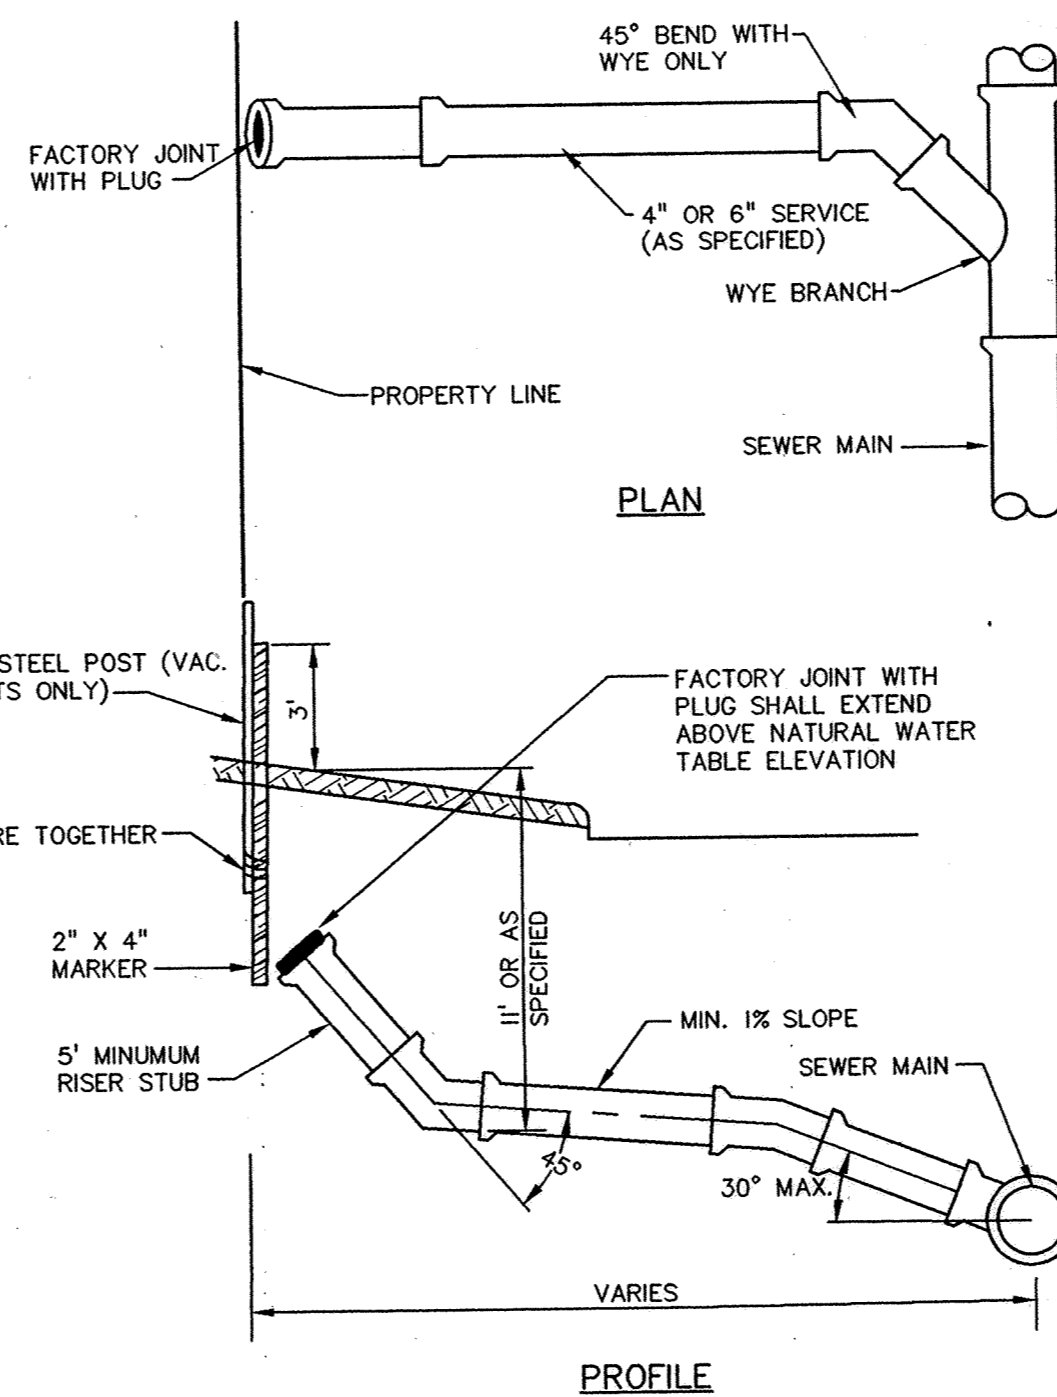 45° BEND WITH
WYE ONLY
FACTORY JOINT
WITH PLUG
4" OR 6" SERVICE
(AS SPECIFIED)
WYE BRANCH
PROPERTY LINE
SEWER MAIN
PLAN
STEEL POST (VAC.
TS ONLY)
3'
FACTORY JOINT WITH
PLUG SHALL EXTEND
ABOVE NATURAL WATER
TABLE ELEVATION
RE TOGETHER
2" X 4"
MARKER
11' OR AS
SPECIFIED
5' MINUMUM
RISER STUB
MIN. 1% SLOPE
SEWER MAIN
45°
30° MAX.
VARIES
PROFILE